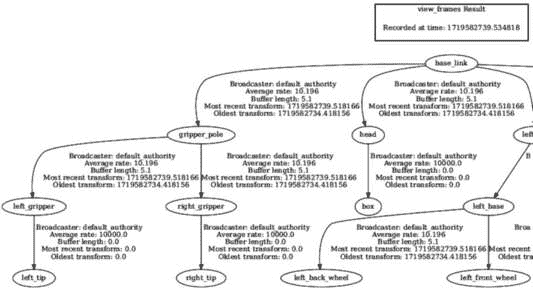 view_frames Result
Recorded at time: 1719582739.534818
base_link
Broadcaster: default_authority
Average rate: 10.196
Buffer length: 5.1
Most recent transform: 1719582739.518166
Oldest transform: 1719582734.418156
Broadcaster: default_authority
Average rate: 10.196
Buffer length: 5.1
Most recent transform: 1719582739.518166
Oldest transform: 1719582734.418156
gripper_pole
head
left
Broadcaster: default_authority
Average rate: 10.196
Buffer length: 5.1
Most recent transform: 1719582739.518166
Oldest transform: 1719582734.418156
Broadcaster: default_authority
Average rate: 10.196
Buffer length: 5.1
Most recent transform: 1719582739.518166
Oldest transform: 1719582734.418156
Broadcaster: default_authority
Average rate: 10000.0
Buffer length: 0.0
Most recent transform: 0.0
Oldest transform: 0.0
B
left_gripper
right_gripper
box
left_base
Broadcaster: default_authority
Average rate: 10000.0
Buffer length: 0.0
Most recent transform: 0.0
Oldest transform: 0.0
Broadcaster: default_authority
Average rate: 10000.0
Buffer length: 0.0
Most recent transform: 0.0
Oldest transform: 0.0
Broadcaster: default_authority
Average rate: 10.196
Buffer length: 5.1
Most recent transform: 1719582739.518166
Oldest transform: 1719582734.418156
Broa
Most recent
Oldest
left_tip
right_tip
left_back_wheel
left_front_wheel